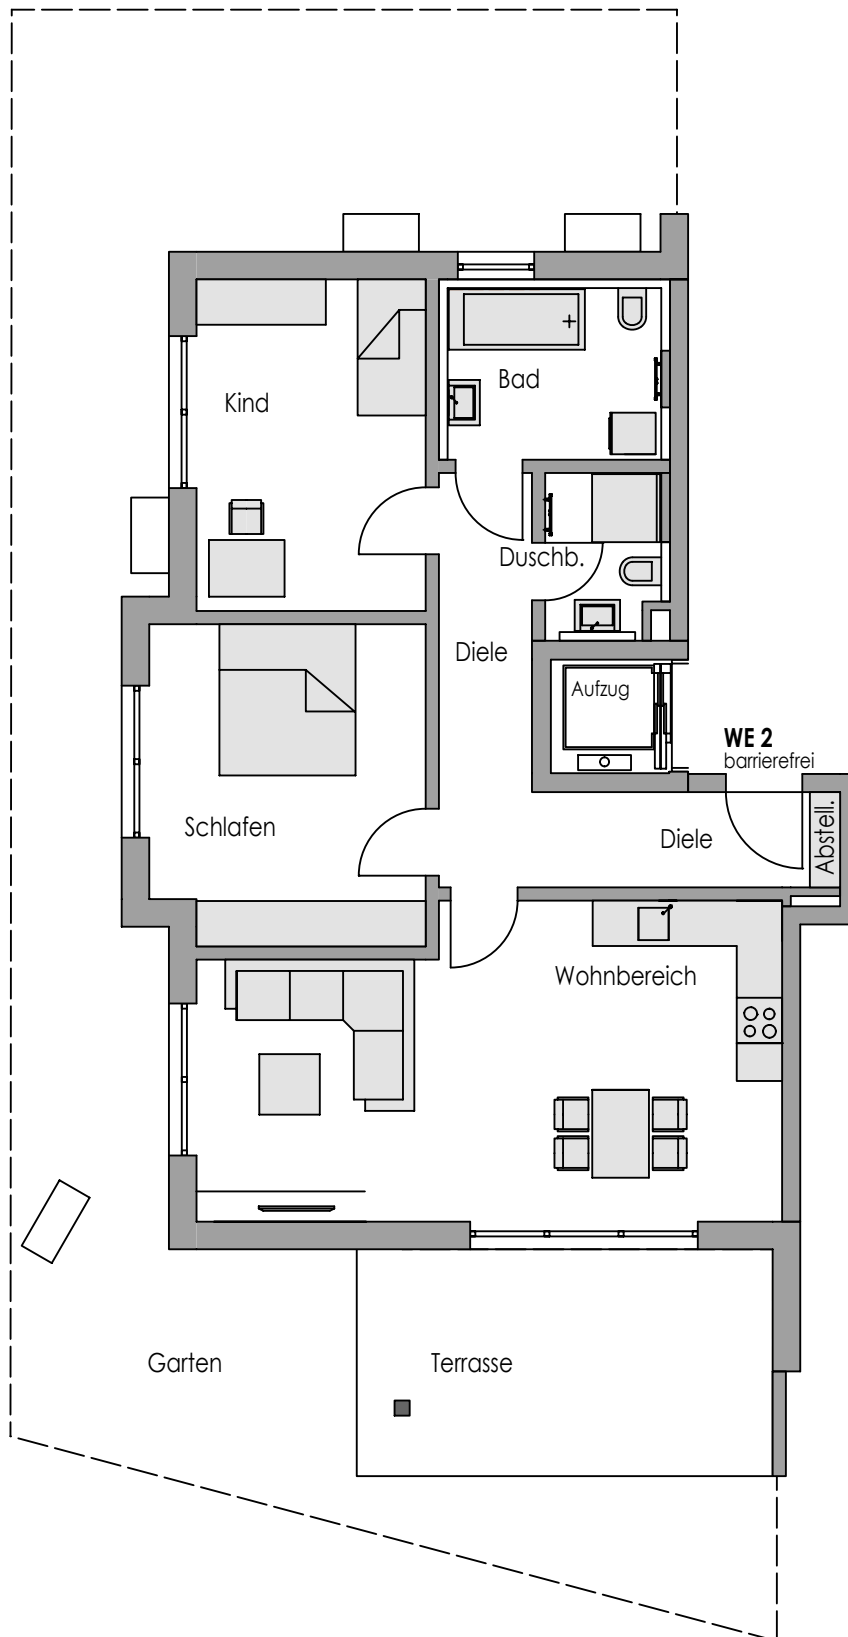 Bad
Kind
Duschb.
Diele
Aufzug
WE 2
barrierefrei
Schlafen
Diele
Abstell.
Wohnbereich
Garten
Terrasse